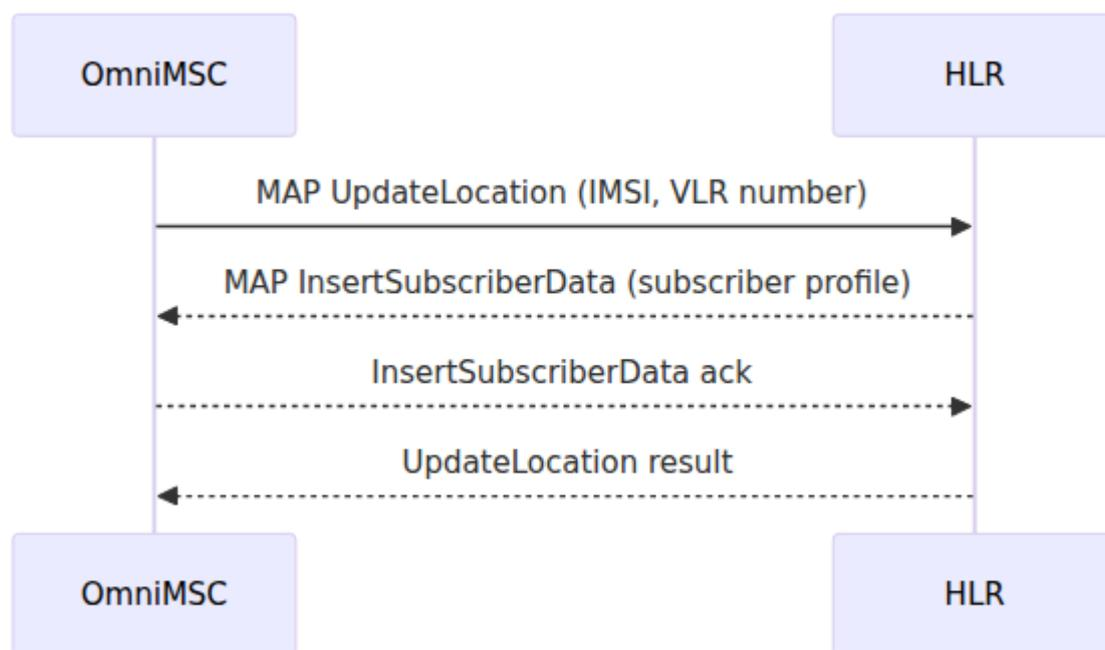 OmniMSC
HLR
MAP UpdateLocation (IMSI, VLR number)
MAP InsertSubscriberData (subscriber profile)
InsertSubscriberData ack
UpdateLocation result
OmniMSC
HLR